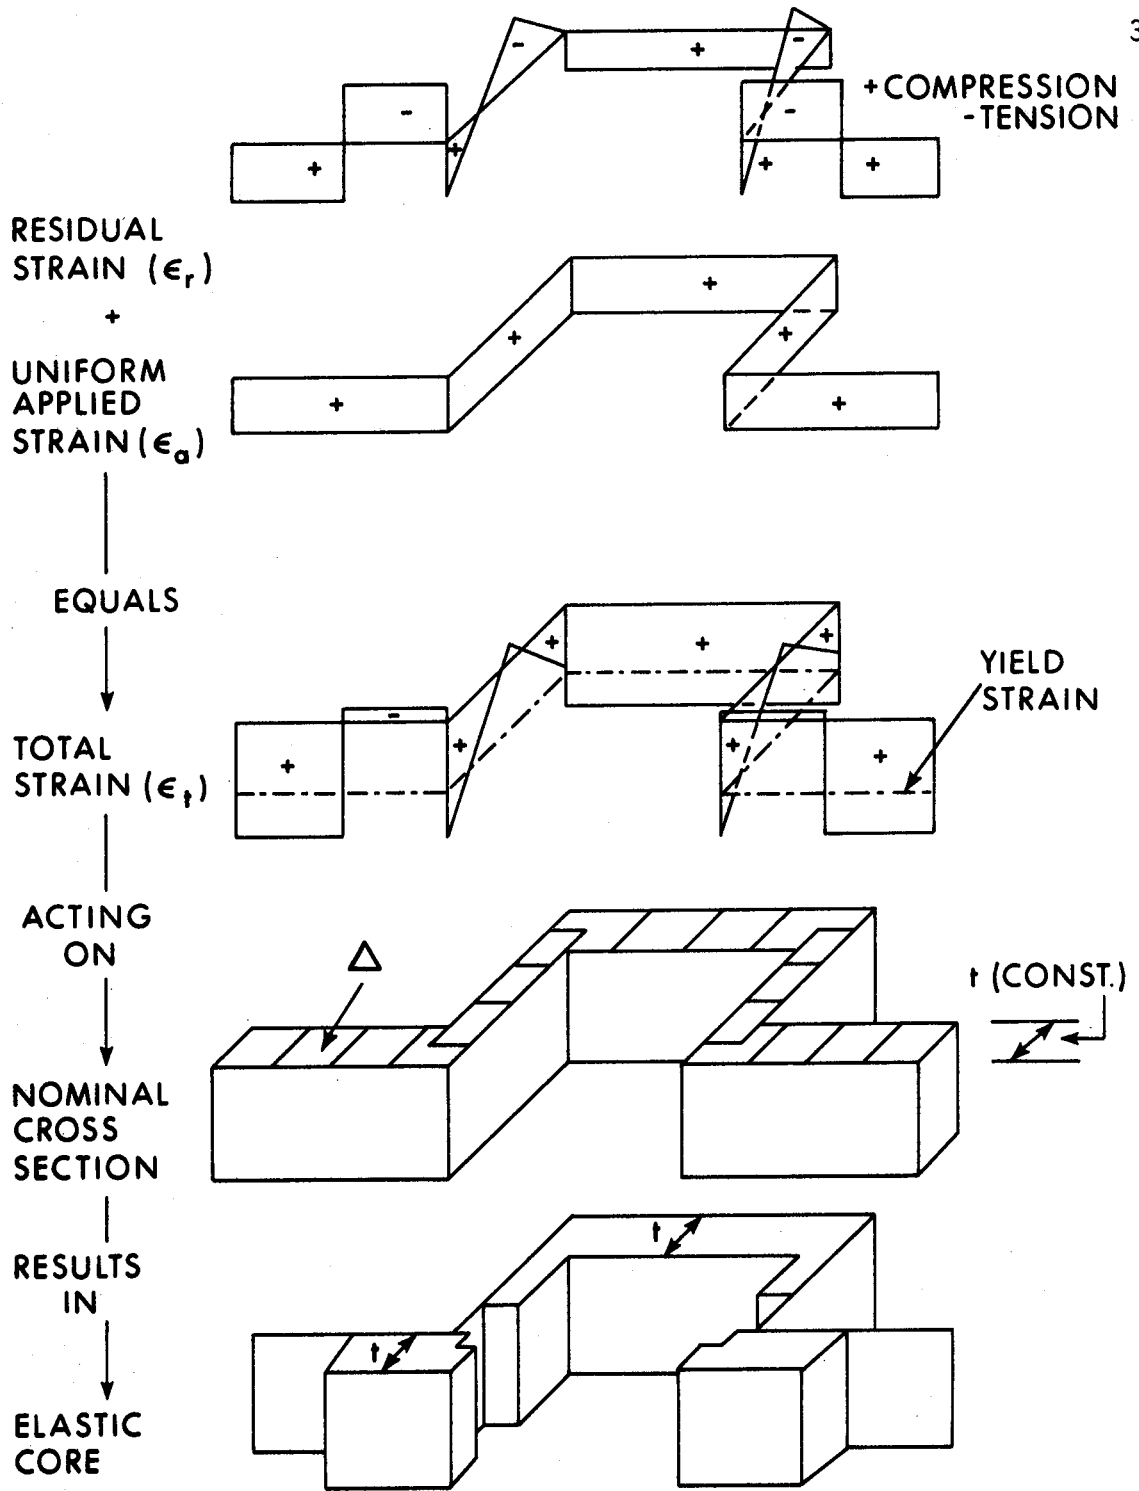 3
+COMPRESSION
-TENSION
+
-
-
+
+
-
-
+
+
RESIDUAL
STRAIN (ϵr)
+
UNIFORM
APPLIED
STRAIN (ϵa)
+
+
+
+
+
EQUALS
TOTAL
STRAIN (ϵt)
+
-
+
+
+
+
-
+
+
YIELD
STRAIN
ACTING
ON
Δ
t (CONST.)
NOMINAL
CROSS
SECTION
RESULTS
IN
t
t
ELASTIC
CORE